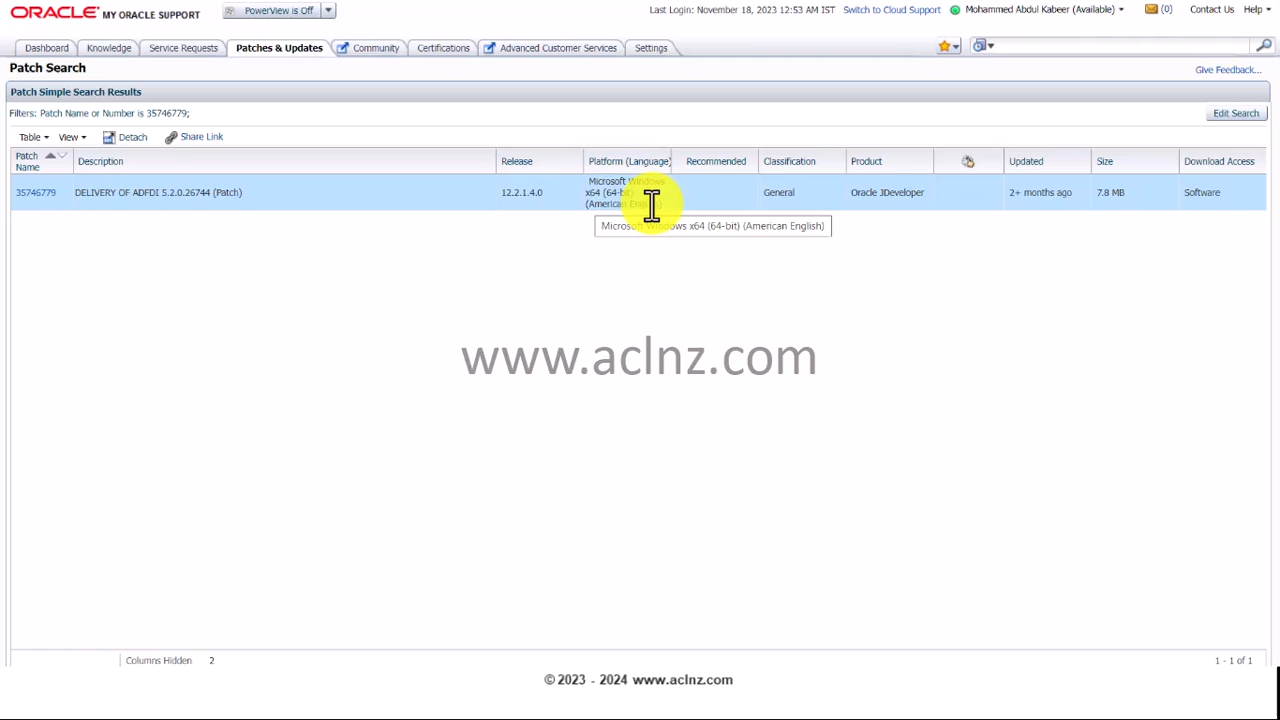 ORACLE MY ORACLE SUPPORT
PowerView is Off
Last Login: November 18, 2023 12:53 AM IST
Switch to Cloud Support
Mohammed Abdul Kabeer (Available)
(0)
Contact Us
Help
Dashboard
Knowledge
Service Requests
Patches & Updates
Community
Certifications
Advanced Customer Services
Settings
Patch Search
Give Feedback...
Patch Simple Search Results
Filters: Patch Name or Number is 35746779;
Edit Search
Table
View
Detach
Share Link
Patch Name
Description
Release
Platform (Language)
Recommended
Classification
Product
Updated
Size
Download Access
35746779
DELIVERY OF ADFDI 5.2.0.26744 (Patch)
12.2.1.4.0
Microsoft Windows
x64 (64-bit)
(American English)
General
Oracle JDeveloper
2+ months ago
7.8 MB
Software
Microsoft Windows x64 (64-bit) (American English)
www.aclnz.com
Columns Hidden 2
1 - 1 of 1
© 2023 - 2024 www.aclnz.com